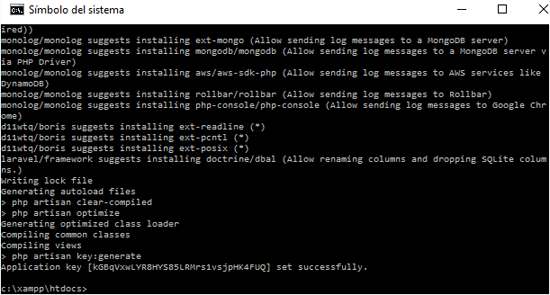 Símbolo del sistema
ired))
monolog/monolog suggests installing ext-mongo (Allow sending log messages to a MongoDB server)
monolog/monolog suggests installing mongodb/mongodb (Allow sending log messages to a MongoDB server v
ia PHP Driver)
monolog/monolog suggests installing aws/aws-sdk-php (Allow sending log messages to AWS services like
DynamoDB)
monolog/monolog suggests installing rollbar/rollbar (Allow sending log messages to Rollbar)
monolog/monolog suggests installing php-console/php-console (Allow sending log messages to Google Chr
ome)
d11wtq/boris suggests installing ext-readline (*)
d11wtq/boris suggests installing ext-pcntl (*)
d11wtq/boris suggests installing ext-posix (*)
laravel/framework suggests installing doctrine/dbal (Allow renaming columns and dropping SQLite colum
ns.)
Writing lock file
Generating autoload files
> php artisan clear-compiled
> php artisan optimize
Generating optimized class loader
Compiling common classes
Compiling views
> php artisan key:generate
Application key [kGBqVxwLYR8HYS85LRMrs1vsjpHK4FUQ] set successfully.
c:\xampp\htdocs>